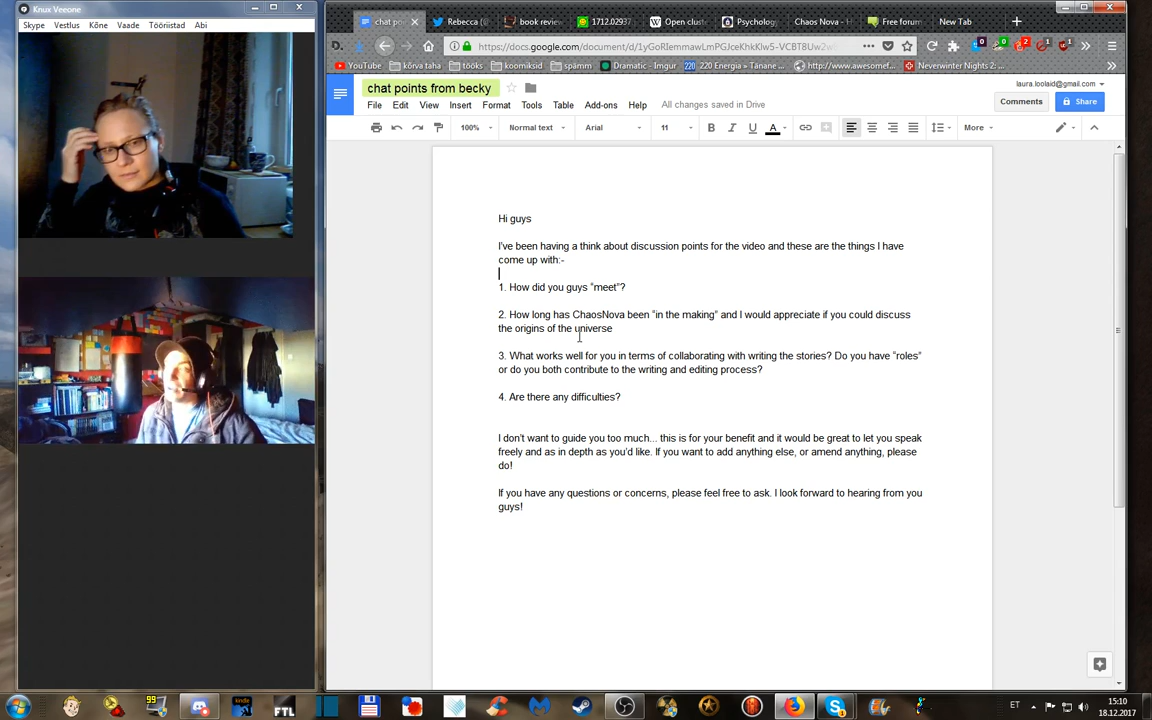 Knux Veeone
Skype Vestlus Kõne Vaade Tööriistad Abi
chat poi
Rebecca (@
book review
1712.02937
Open clust
Psychology
Chaos Nova - H
Free forum
New Tab
https://docs.google.com/document/d/1yGoRIemmawLmPGJceKhkKlw5-VCBT8Uw2w
YouTube kõrva taha tööks koomiksid spämm Dramatic - Imgur 220 Energia » Tänane ... http://www.awesomef... Neverwinter Nights 2: ...
chat points from becky
laura.loolaid@gmail.com
File Edit View Insert Format Tools Table Add-ons Help All changes saved in Drive
Comments Share
100% Normal text Arial 11 B I U A More
Hi guys
I've been having a think about discussion points for the video and these are the things I have
come up with:-
1. How did you guys “meet”?
2. How long has ChaosNova been “in the making” and I would appreciate if you could discuss
the origins of the universe
3. What works well for you in terms of collaborating with writing the stories? Do you have “roles”
or do you both contribute to the writing and editing process?
4. Are there any difficulties?
I don't want to guide you too much... this is for your benefit and it would be great to let you speak
freely and as in depth as you'd like. If you want to add anything else, or amend anything, please
do!
If you have any questions or concerns, please feel free to ask. I look forward to hearing from you
guys!
99
kindle
FTL
ET
15:10
18.12.2017